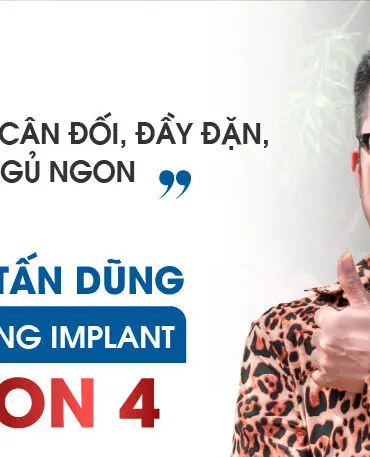 CÂN ĐỐI, ĐẦY ĐẶN,
GỦ NGON ”
TẤN DŨNG
NG IMPLANT
ON 4